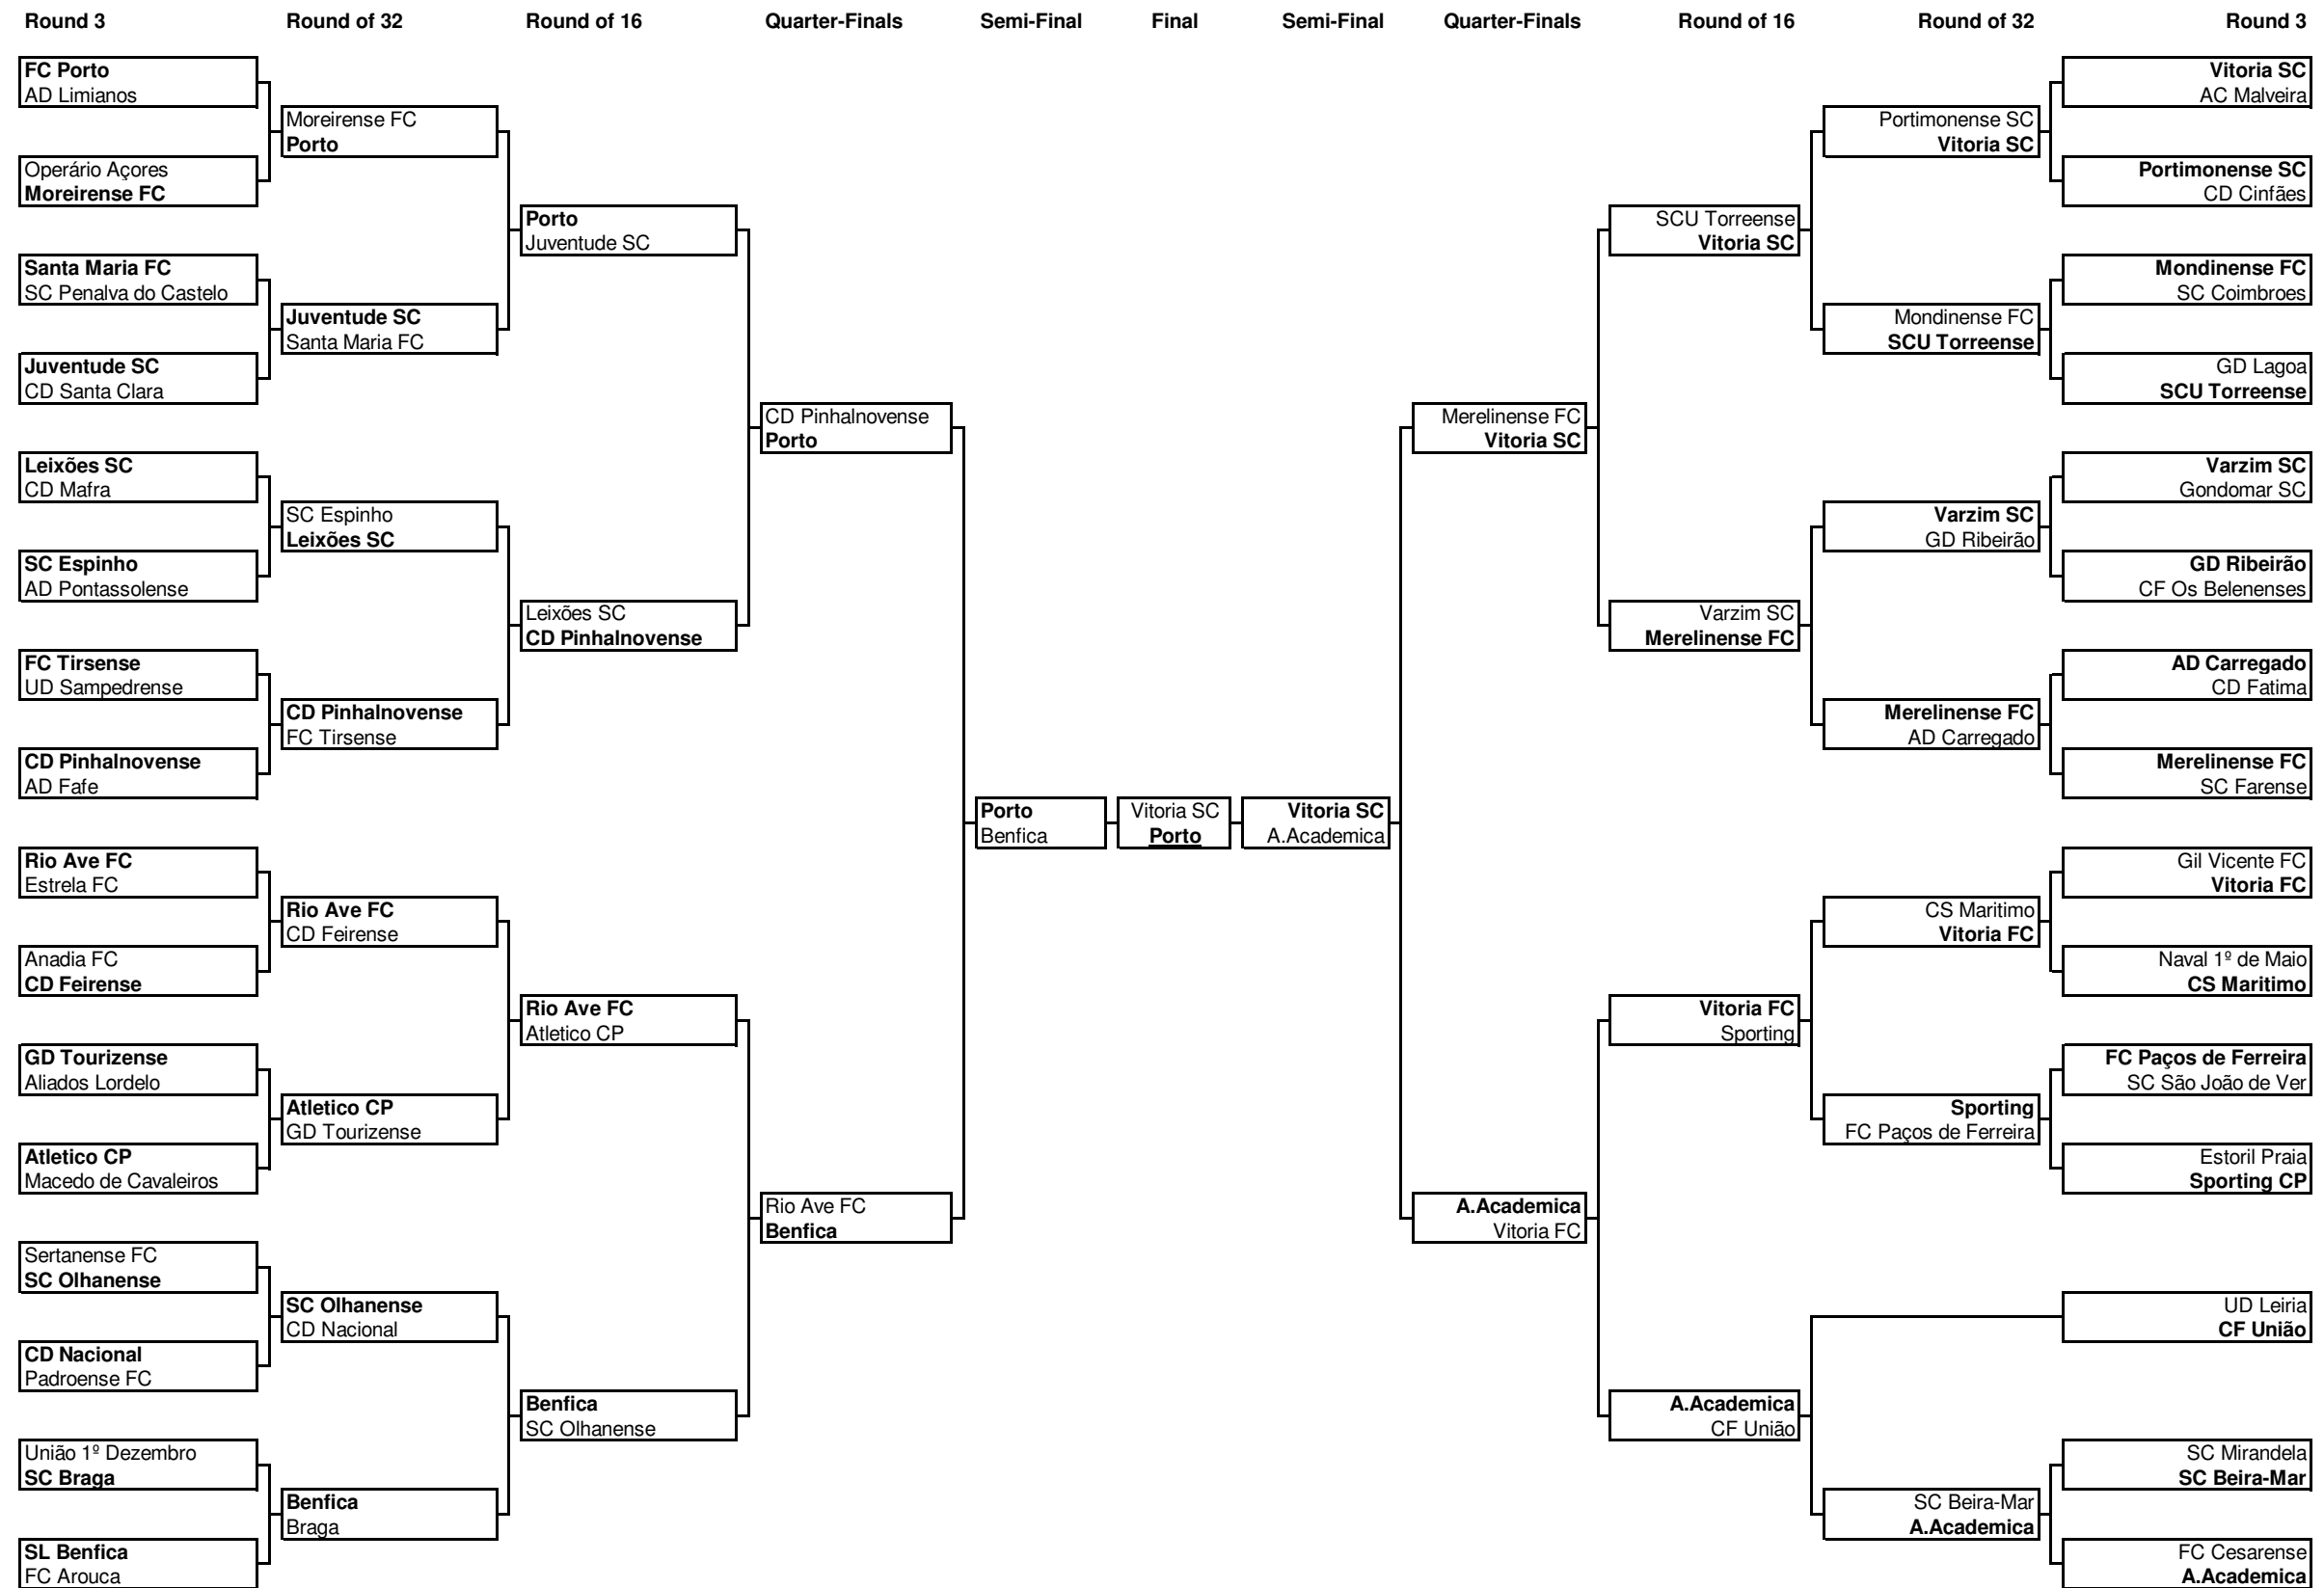 Round 3
Round of 32
Round of 16
Quarter-Finals
Semi-Final
Final
Semi-Final
Quarter-Finals
Round of 16
Round of 32
Round 3
FC Porto
AD Limianos
Operário Açores
Moreirense FC
Santa Maria FC
SC Penalva do Castelo
Juventude SC
CD Santa Clara
Leixões SC
CD Mafra
SC Espinho
AD Pontassolense
FC Tirsense
UD Sampedrense
CD Pinhalnovense
AD Fafe
Rio Ave FC
Estrela FC
Anadia FC
CD Feirense
GD Tourizense
Aliados Lordelo
Atletico CP
Macedo de Cavaleiros
Sertanense FC
SC Olhanense
CD Nacional
Padroense FC
União 1º Dezembro
SC Braga
SL Benfica
FC Arouca
Moreirense FC
Porto
Juventude SC
Santa Maria FC
SC Espinho
Leixões SC
CD Pinhalnovense
FC Tirsense
Rio Ave FC
CD Feirense
Atletico CP
GD Tourizense
SC Olhanense
CD Nacional
Benfica
Braga
Porto
Juventude SC
Leixões SC
CD Pinhalnovense
Rio Ave FC
Atletico CP
Benfica
SC Olhanense
CD Pinhalnovense
Porto
Rio Ave FC
Benfica
Porto
Benfica
Vitoria SC
Porto
Vitoria SC
A.Academica
Merelinense FC
Vitoria SC
A.Academica
Vitoria FC
SCU Torreense
Vitoria SC
Varzim SC
Merelinense FC
Vitoria FC
Sporting
A.Academica
CF União
Portimonense SC
Vitoria SC
Mondinense FC
SCU Torreense
Varzim SC
GD Ribeirão
Merelinense FC
AD Carregado
CS Maritimo
Vitoria FC
Sporting
FC Paços de Ferreira
SC Beira-Mar
A.Academica
Vitoria SC
AC Malveira
Portimonense SC
CD Cinfães
Mondinense FC
SC Coimbroes
GD Lagoa
SCU Torreense
Varzim SC
Gondomar SC
GD Ribeirão
CF Os Belenenses
AD Carregado
CD Fatima
Merelinense FC
SC Farense
Gil Vicente FC
Vitoria FC
Naval 1º de Maio
CS Maritimo
FC Paços de Ferreira
SC São João de Ver
Estoril Praia
Sporting CP
UD Leiria
CF União
SC Mirandela
SC Beira-Mar
FC Cesarense
A.Academica